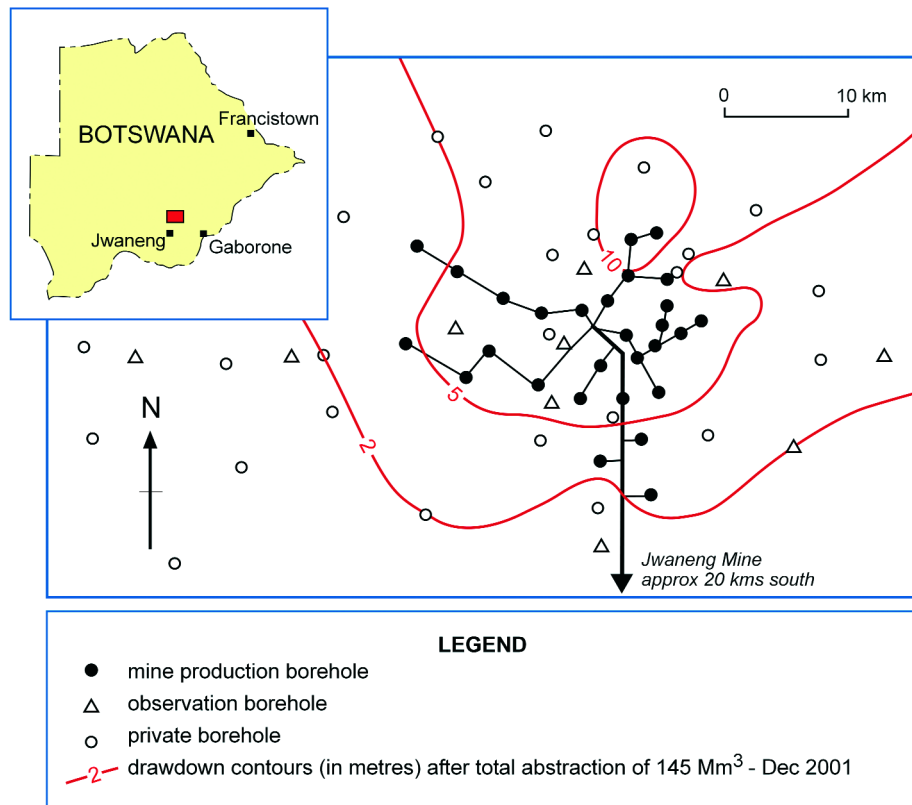 Francistown
BOTSWANA
Jwaneng
Gaborone
0 10 km
10
5
2
N
Jwaneng Mine
approx 20 kms south
LEGEND
mine production borehole
observation borehole
private borehole
2 drawdown contours (in metres) after total abstraction of 145 Mm³ - Dec 2001